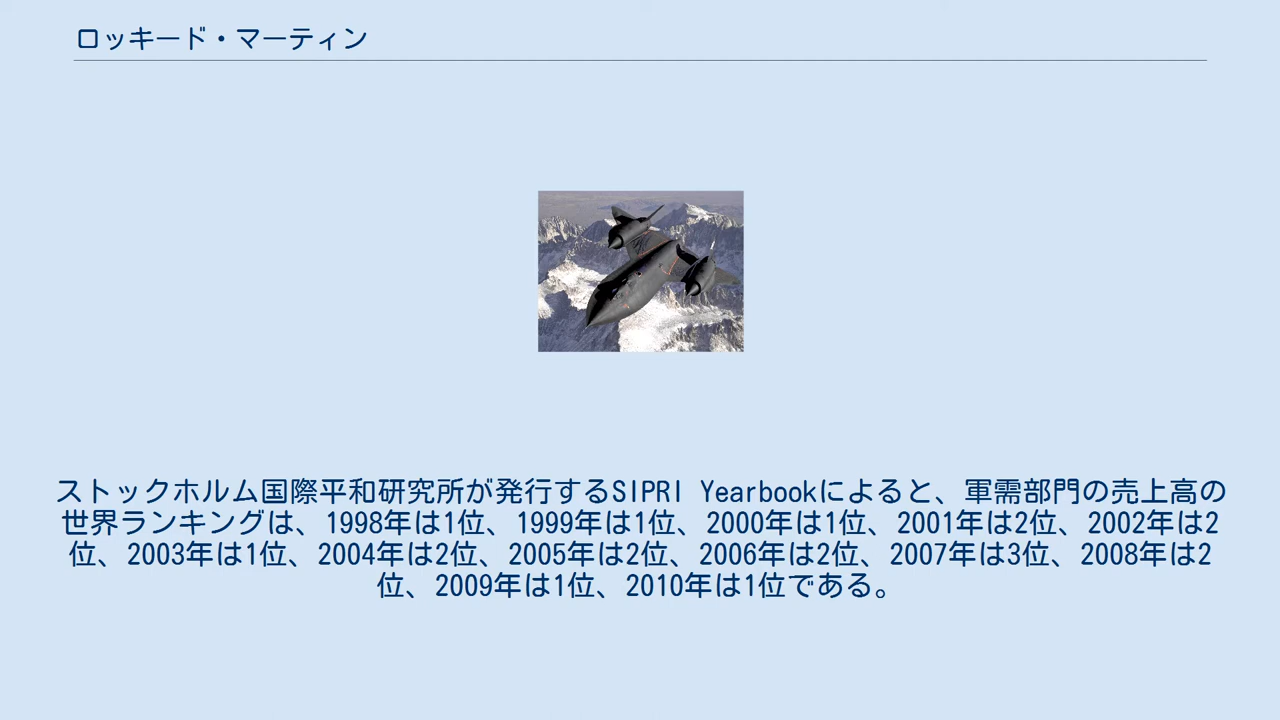 ロッキード・マーティン
ストックホルム国際平和研究所が発行するSIPRI Yearbookによると、軍需部門の売上高の
世界ランキングは、1998年は1位、1999年は1位、2000年は1位、2001年は2位、2002年は2
位、2003年は1位、2004年は2位、2005年は2位、2006年は2位、2007年は3位、2008年は2
位、2009年は1位、2010年は1位である。